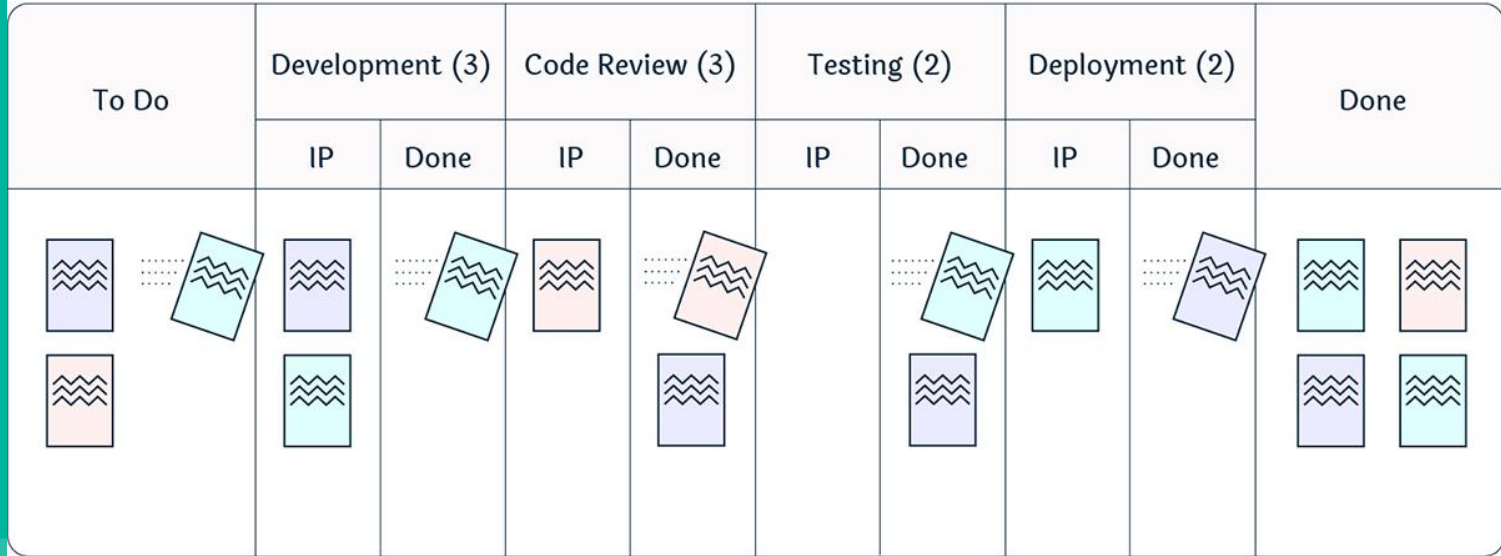 To Do
Development (3)
Code Review (3)
Testing (2)
Deployment (2)
Done
IP
Done
IP
Done
IP
Done
IP
Done